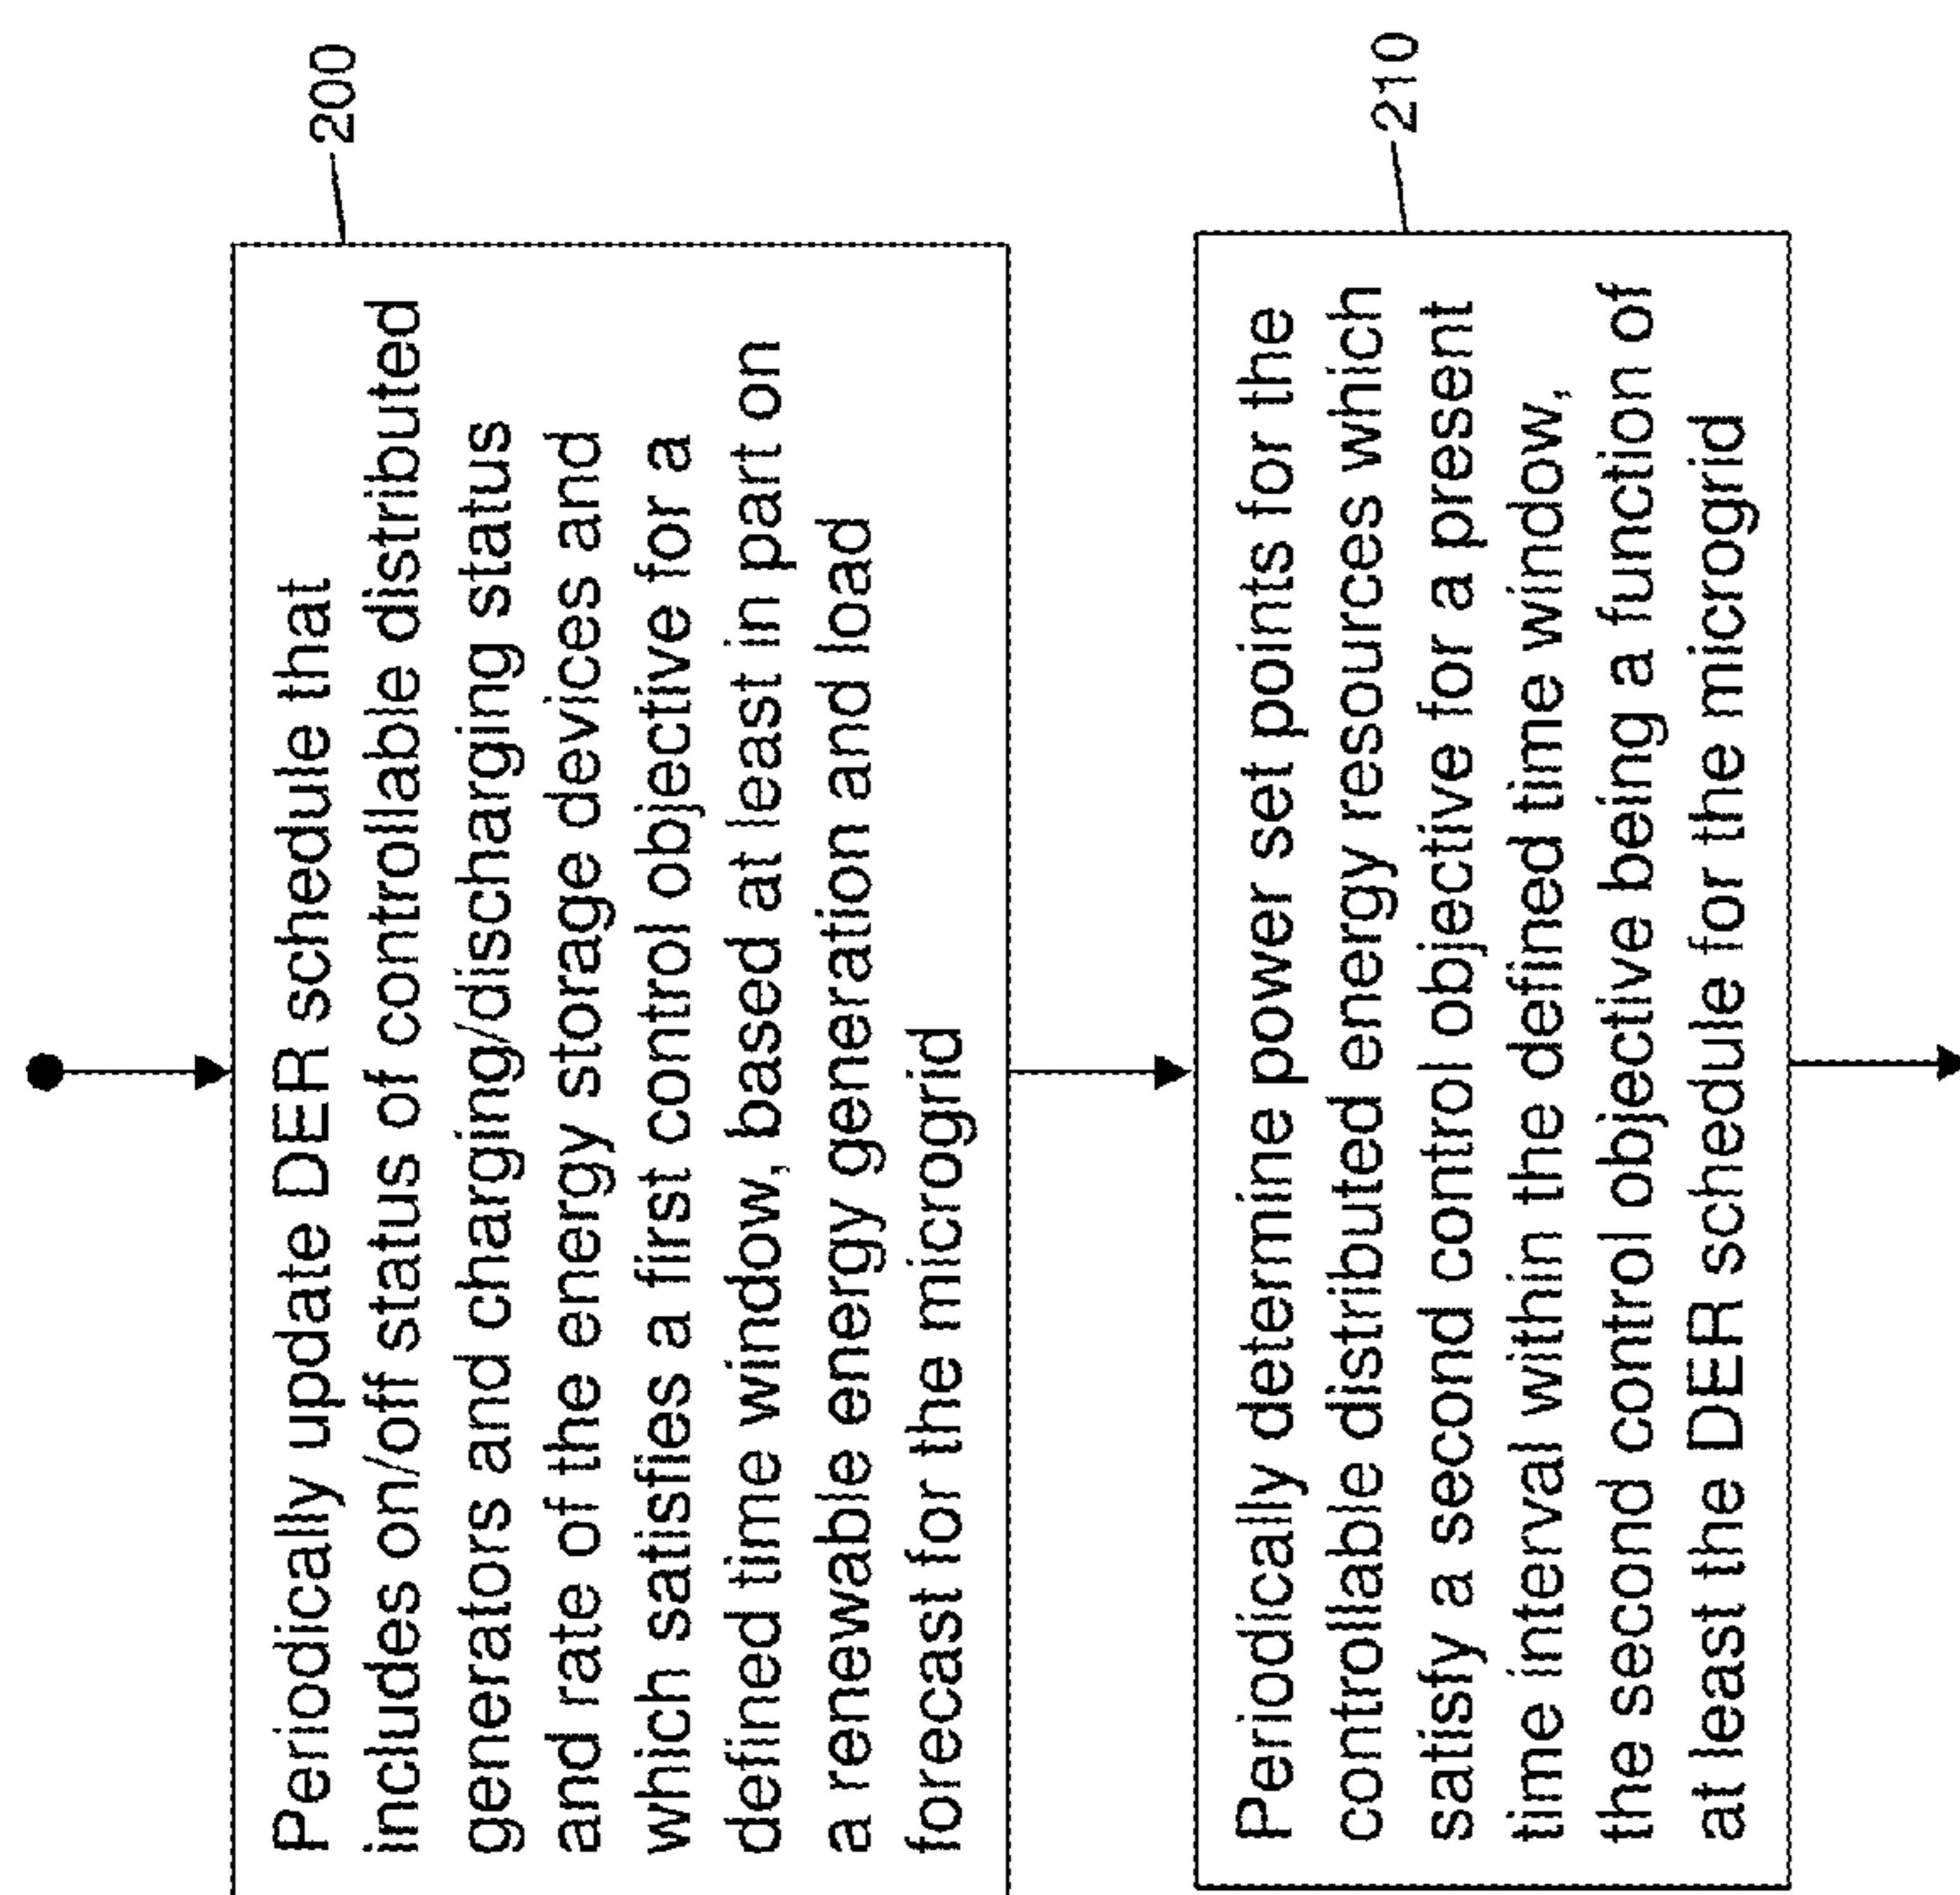 200
Periodically update DER schedule that
includes on/off status of controllable distributed
generators and charging/discharging status
and rate of the energy storage devices and
which satisfies a first control objective for a
defined time window, based at least in part on
a renewable energy generation and load
forecast for the microgrid
210
Periodically determine power set points for the
controllable distributed energy resources which
satisfy a second control objective for a present
time interval within the defined time window,
the second control objective being a function of
at least the DER schedule for the microgrid